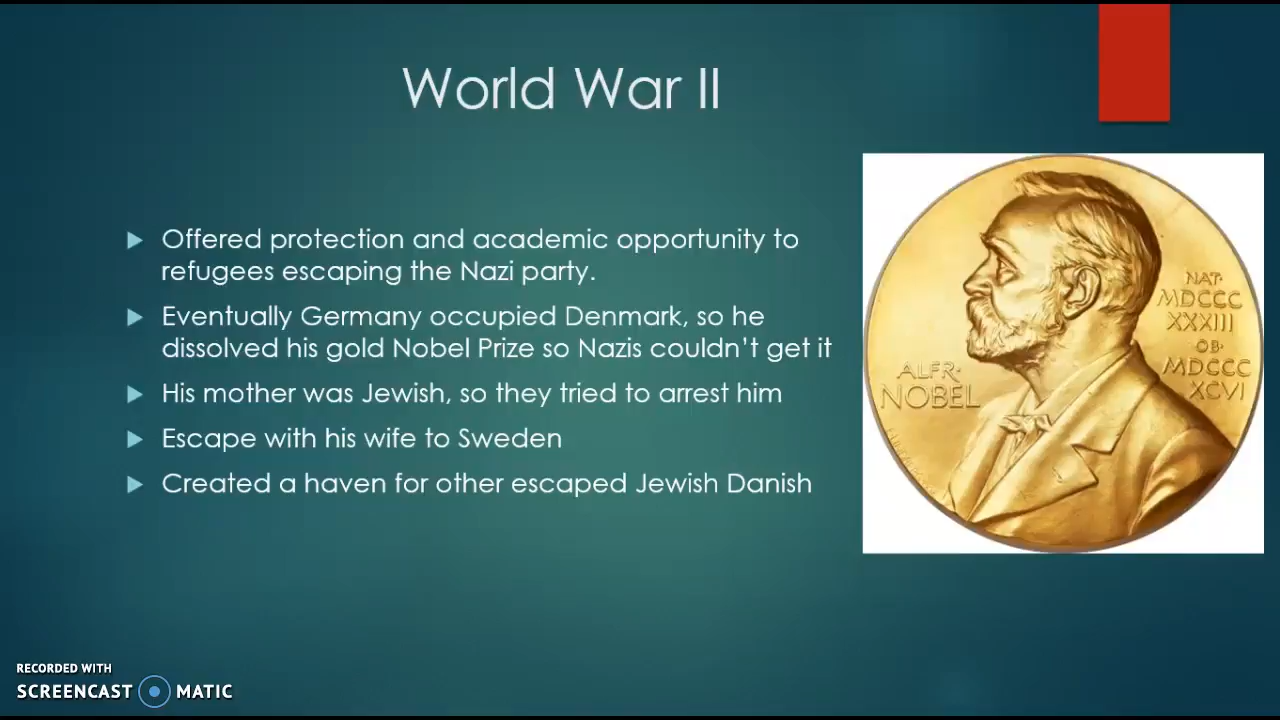 World War II
Offered protection and academic opportunity to
refugees escaping the Nazi party.
Eventually Germany occupied Denmark, so he
dissolved his gold Nobel Prize so Nazis couldn't get it
His mother was Jewish, so they tried to arrest him
Escape with his wife to Sweden
Created a haven for other escaped Jewish Danish
ALFR·
NOBEL
NAT·
MDCCC
XXXIII
OB·
MDCCC
XCVI
RECORDED WITH
SCREENCAST MATIC